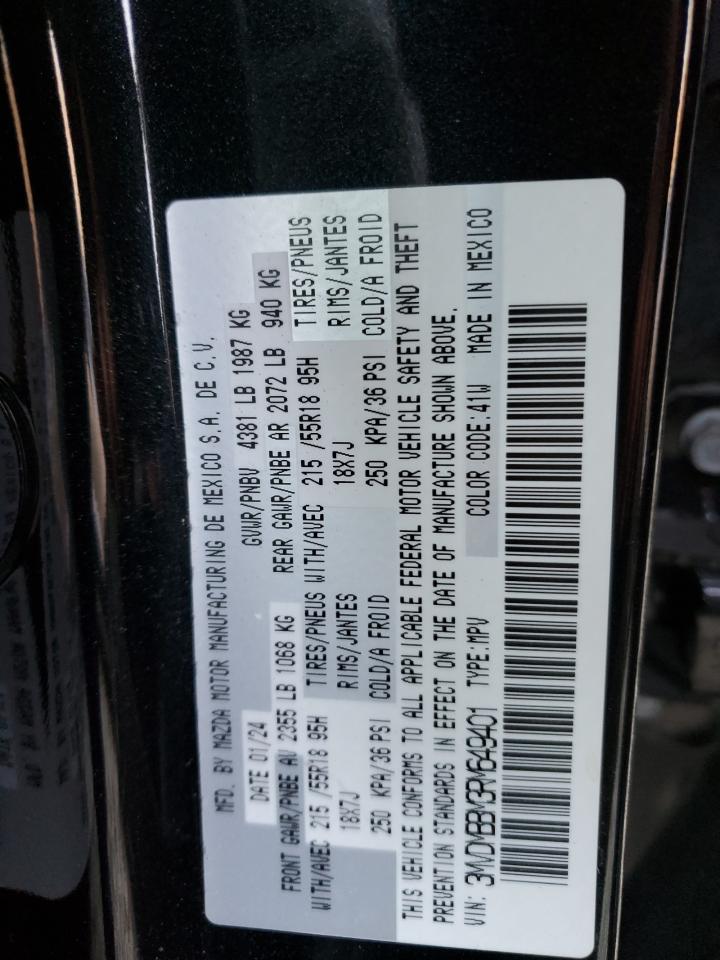 MFD. BY MAZDA MOTOR MANUFACTURING DE MEXICO S.A. DE C.V.
DATE 01/24 GVWR/PNBV 4381 LB 1987 KG
FRONT GAWR/PNBE AV 2355 LB 1068 KG REAR GAWR/PNBE AR 2072 LB 940 KG
WITH/AVEC 215 /55R18 95H TIRES/PNEUS WITH/AVEC 215 /55R18 95H TIRES/PNEUS
18X7J RIMS/JANTES 18X7J RIMS/JANTES
250 KPA/36 PSI COLD/A FROID 250 KPA/36 PSI COLD/A FROID
THIS VEHICLE CONFORMS TO ALL APPLICABLE FEDERAL MOTOR VEHICLE SAFETY AND THEFT
PREVENTION STANDARDS IN EFFECT ON THE DATE OF MANUFACTURE SHOWN ABOVE.
VIN: 3MVDMBBM3RM649401 TYPE:MPV COLOR CODE:41W MADE IN MEXICO